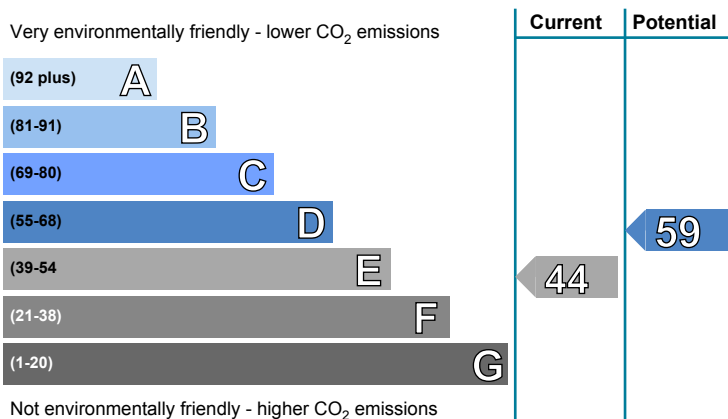 Very environmentally friendly - lower CO₂ emissions
Current
Potential
(92 plus) A
(81-91) B
(69-80) C
(55-68) D
59
(39-54 E
44
(21-38) F
(1-20) G
Not environmentally friendly - higher CO₂ emissions